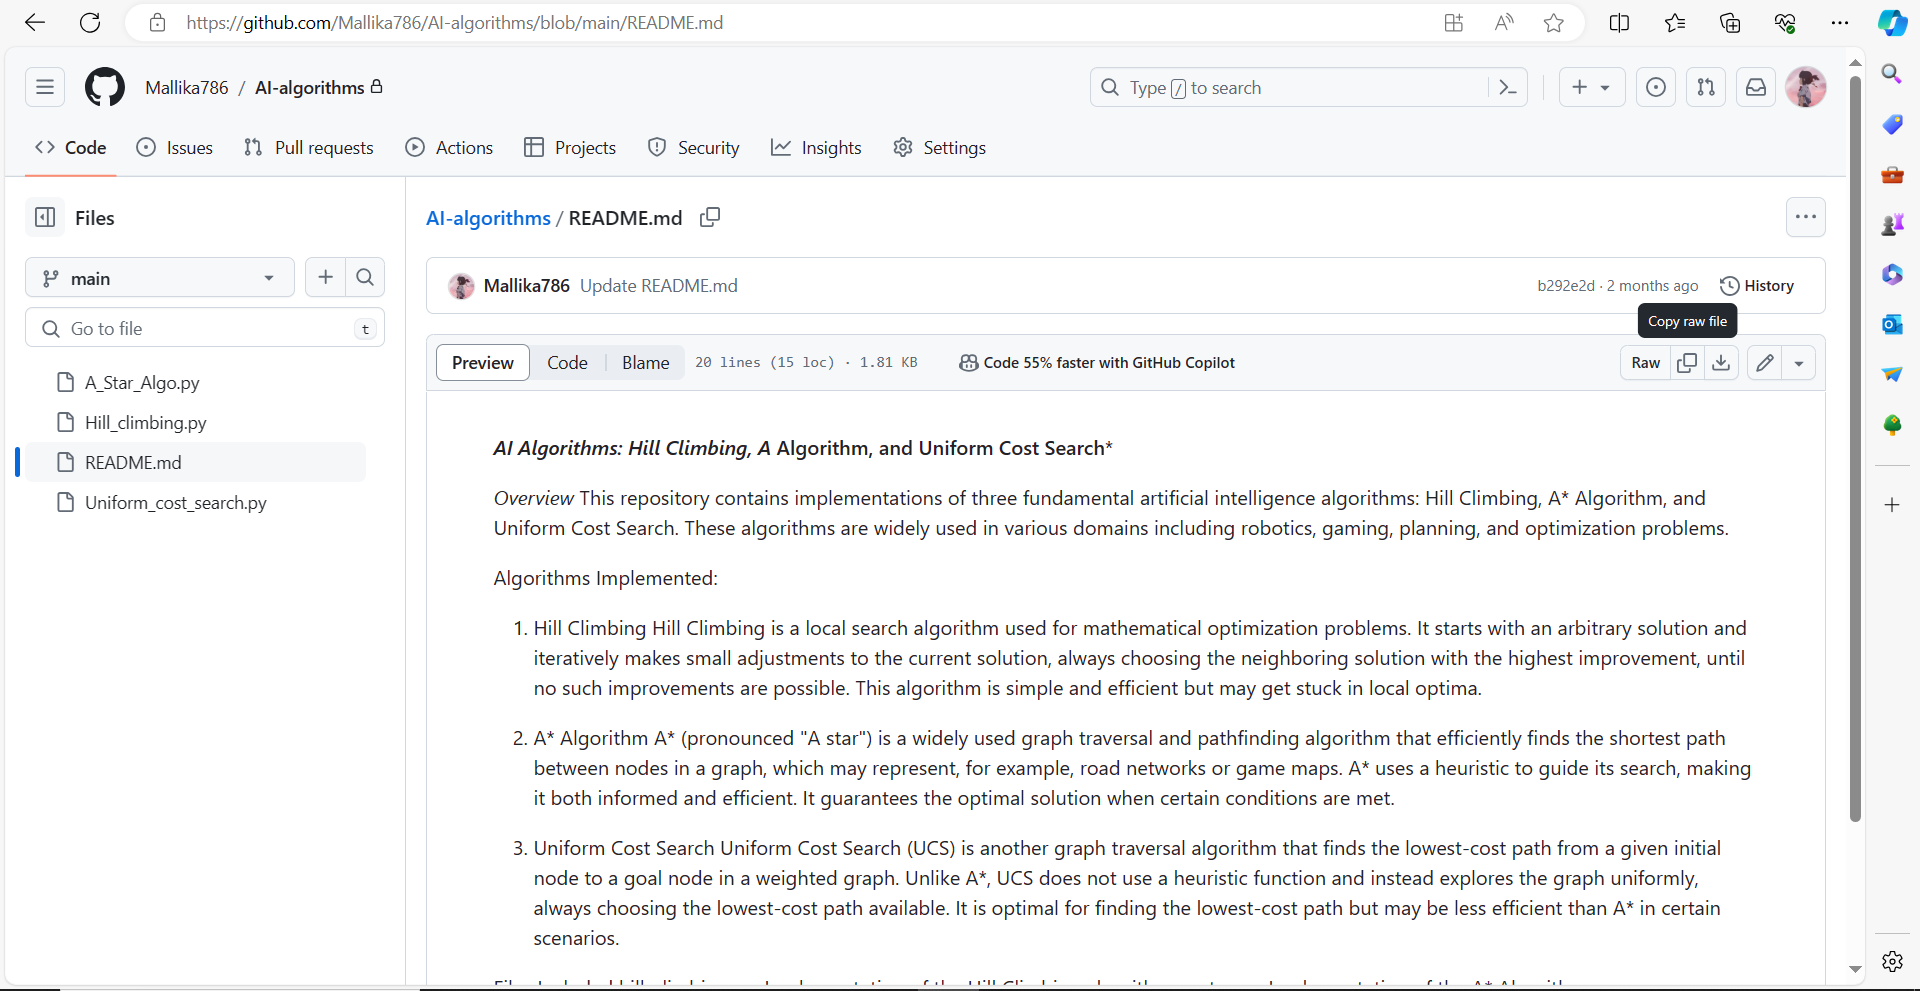 https://github.com/Mallika786/AI-algorithms/blob/main/README.md
Mallika786 / AI-algorithms
Type / to search
Code Issues Pull requests Actions Projects Security Insights Settings
Files
main
Go to file t
A_Star_Algo.py
Hill_climbing.py
README.md
Uniform_cost_search.py
AI-algorithms / README.md
Mallika786 Update README.md b292e2d · 2 months ago History
Copy raw file
Preview Code Blame 20 lines (15 loc) · 1.81 KB Code 55% faster with GitHub Copilot Raw
AI Algorithms: Hill Climbing, A Algorithm, and Uniform Cost Search*
Overview This repository contains implementations of three fundamental artificial intelligence algorithms: Hill Climbing, A* Algorithm, and
Uniform Cost Search. These algorithms are widely used in various domains including robotics, gaming, planning, and optimization problems.
Algorithms Implemented:
1. Hill Climbing Hill Climbing is a local search algorithm used for mathematical optimization problems. It starts with an arbitrary solution and
iteratively makes small adjustments to the current solution, always choosing the neighboring solution with the highest improvement, until
no such improvements are possible. This algorithm is simple and efficient but may get stuck in local optima.
2. A* Algorithm A* (pronounced "A star") is a widely used graph traversal and pathfinding algorithm that efficiently finds the shortest path
between nodes in a graph, which may represent, for example, road networks or game maps. A* uses a heuristic to guide its search, making
it both informed and efficient. It guarantees the optimal solution when certain conditions are met.
3. Uniform Cost Search Uniform Cost Search (UCS) is another graph traversal algorithm that finds the lowest-cost path from a given initial
node to a goal node in a weighted graph. Unlike A*, UCS does not use a heuristic function and instead explores the graph uniformly,
always choosing the lowest-cost path available. It is optimal for finding the lowest-cost path but may be less efficient than A* in certain
scenarios.